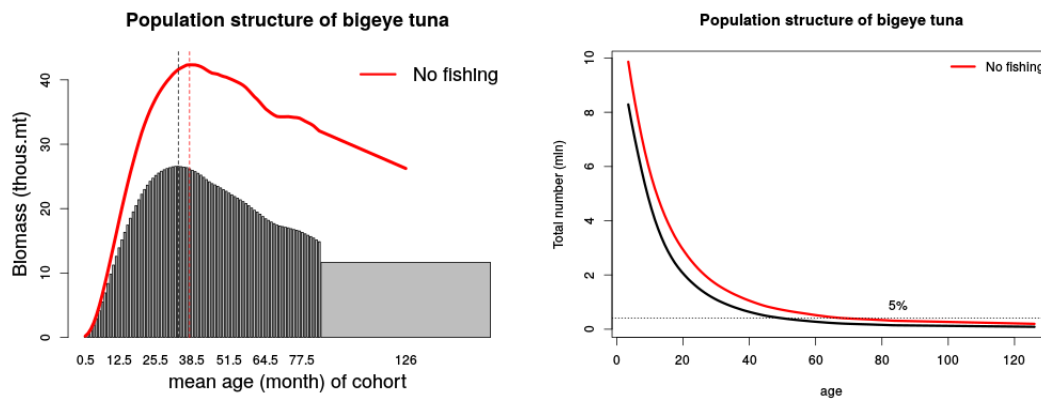 Population structure of bigeye tuna
Biomass (thous.mt)
40
30
20
10
0
No fishing
0.5 12.5 25.5 38.5 51.5 64.5 77.5 126
mean age (month) of cohort
Population structure of bigeye tuna
Total number (mln)
10
8
6
4
2
0
No fishing
5%
0 20 40 60 80 100 120
age